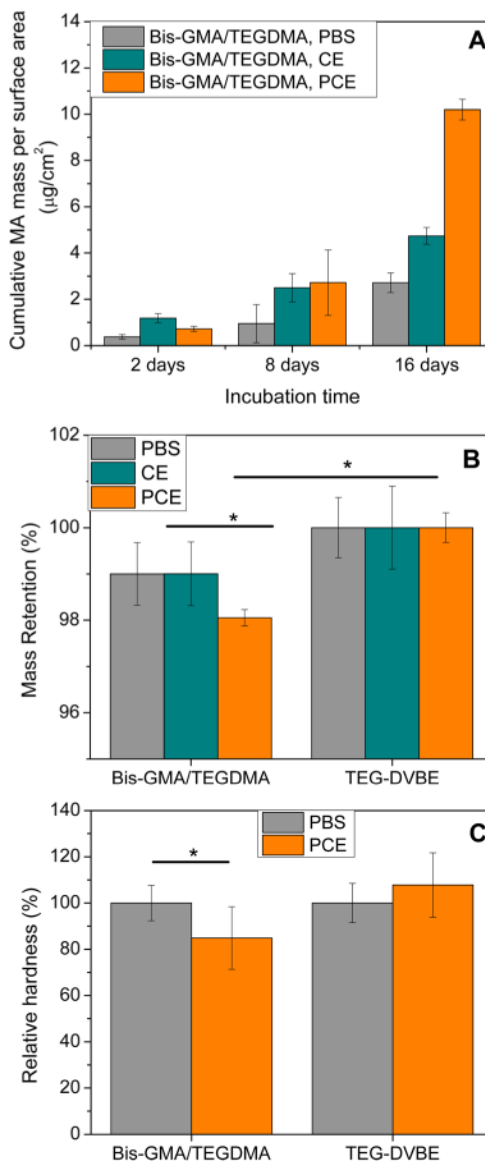 Bis-GMA/TEGDMA, PBS
Bis-GMA/TEGDMA, CE
Bis-GMA/TEGDMA, PCE
A
14
12
10
8
6
4
2
0
Cumulative MA mass per surface area
(μg/cm²)
2 days
8 days
16 days
Incubation time
PBS
CE
PCE
B
102
100
98
96
Mass Retention (%)
*
*
Bis-GMA/TEGDMA
TEG-DVBE
PBS
PCE
C
140
120
100
80
60
40
20
0
Relative hardness (%)
*
Bis-GMA/TEGDMA
TEG-DVBE